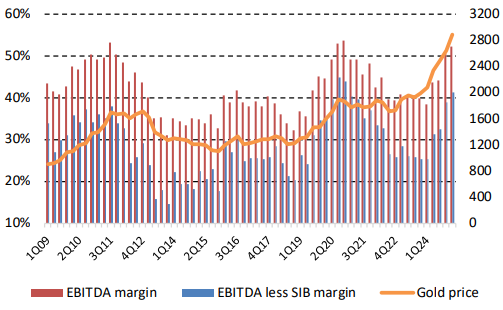 60%
50%
40%
30%
20%
10%
3200
2800
2400
2000
1600
1200
800
400
0
1Q09
2Q10
3Q11
4Q12
1Q14
2Q15
3Q16
4Q17
1Q19
2Q20
3Q21
4Q22
1Q24
EBITDA margin
EBITDA less SIB margin
Gold price